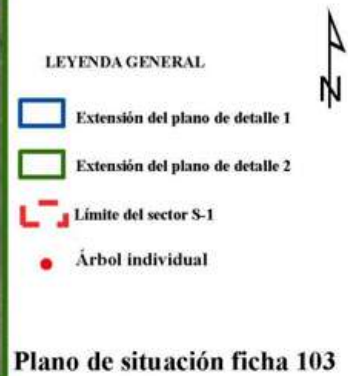 N
LEYENDA GENERAL
Extensión del plano de detalle 1
Extensión del plano de detalle 2
Límite del sector S-1
Árbol individual
Plano de situación ficha 103